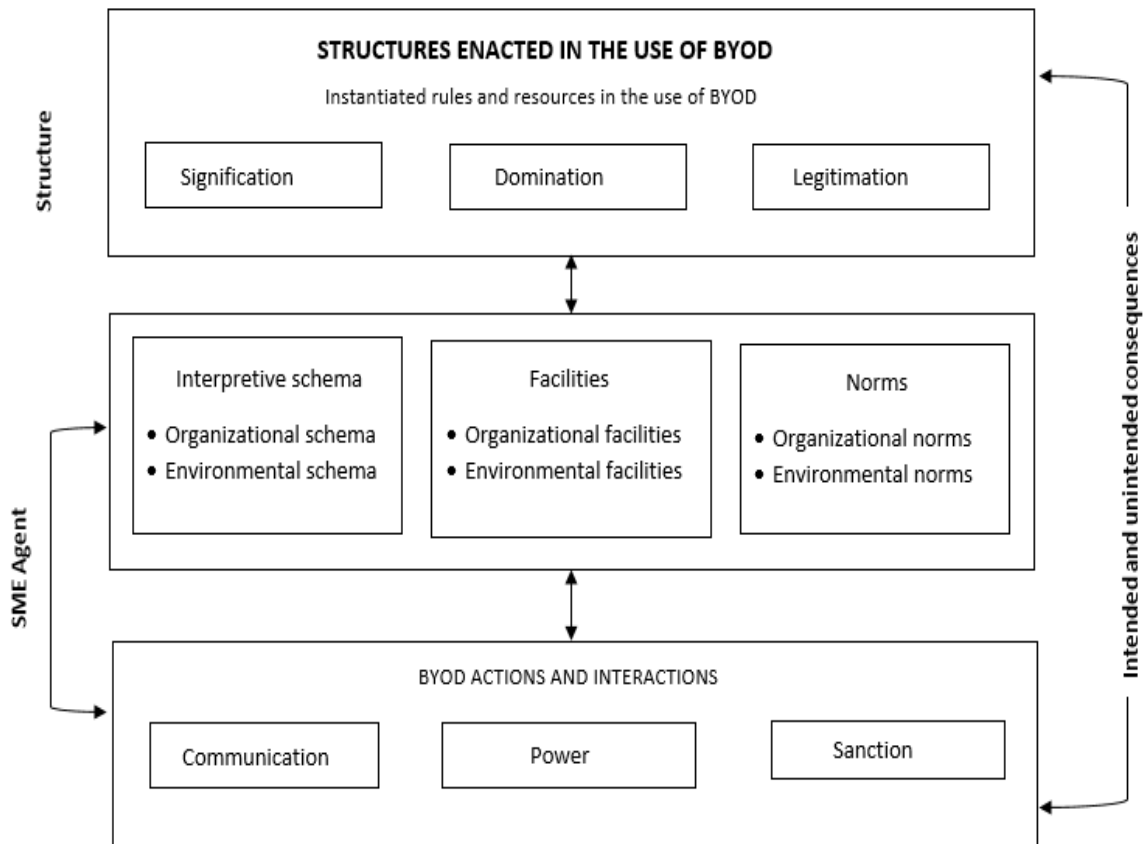 STRUCTURES ENACTED IN THE USE OF BYOD
Instantiated rules and resources in the use of BYOD
Structure
Signification
Domination
Legitimation
Interpretive schema
• Organizational schema
• Environmental schema
Facilities
• Organizational facilities
• Environmental facilities
Norms
• Organizational norms
• Environmental norms
SME Agent
Intended and unintended consequences
BYOD ACTIONS AND INTERACTIONS
Communication
Power
Sanction